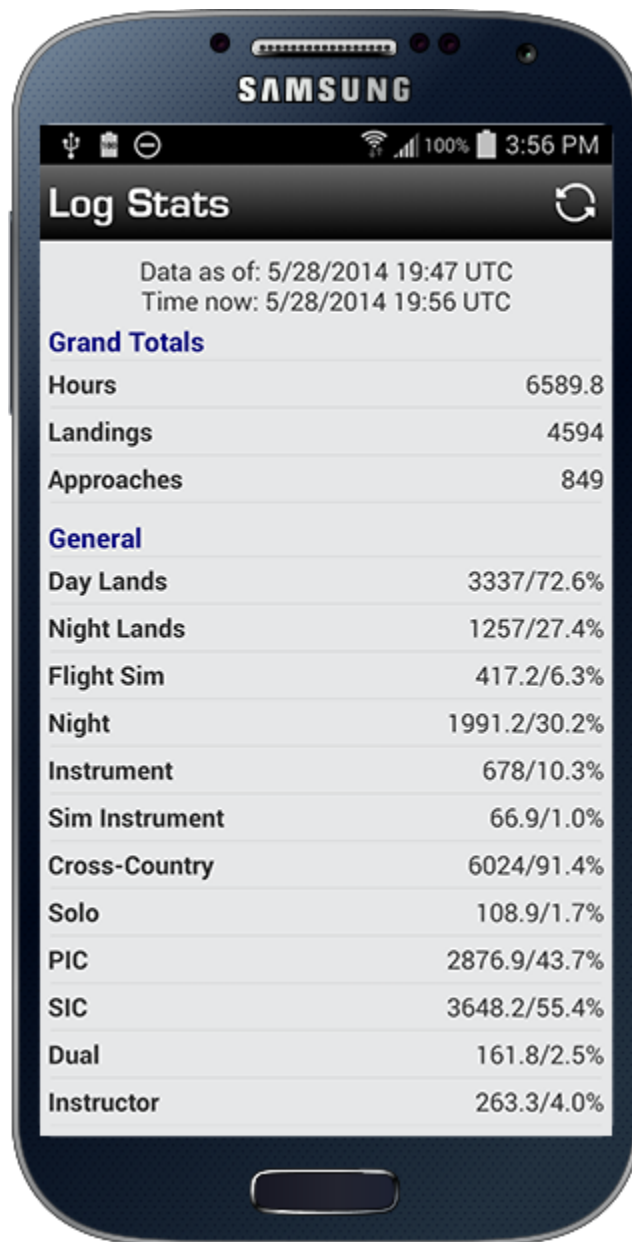 SAMSUNG
100% 3:56 PM
Log Stats
Data as of: 5/28/2014 19:47 UTC
Time now: 5/28/2014 19:56 UTC
Grand Totals
Hours 6589.8
Landings 4594
Approaches 849
General
Day Lands 3337/72.6%
Night Lands 1257/27.4%
Flight Sim 417.2/6.3%
Night 1991.2/30.2%
Instrument 678/10.3%
Sim Instrument 66.9/1.0%
Cross-Country 6024/91.4%
Solo 108.9/1.7%
PIC 2876.9/43.7%
SIC 3648.2/55.4%
Dual 161.8/2.5%
Instructor 263.3/4.0%